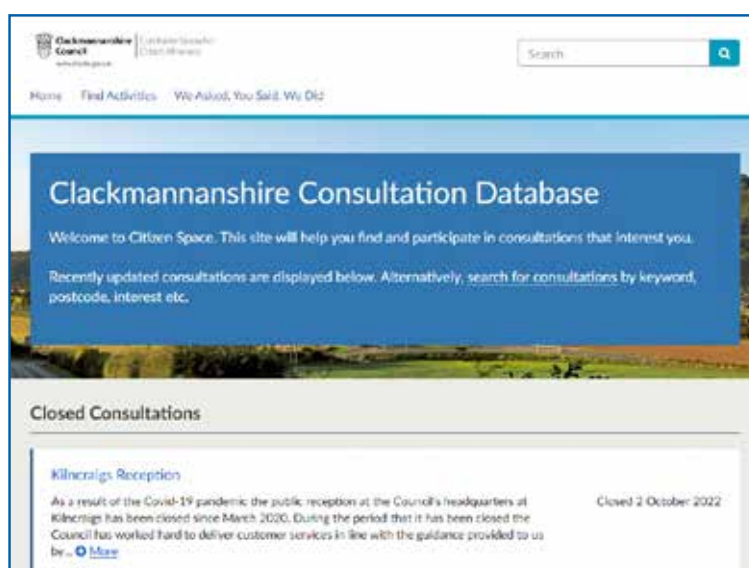 Clackmannanshire
Council
Search
Home Find Activities We Asked, You Said, We Did
Clackmannanshire Consultation Database
Welcome to Citizen Space. This site will help you find and participate in consultations that interest you.
Recently updated consultations are displayed below. Alternatively, search for consultations by keyword,
postcode, interest etc.
Closed Consultations
Kilncraigs Reception
As a result of the Covid-19 pandemic the public reception at the Council's headquarters at
Kilncraigs has been closed since March 2020. During the period that it has been closed the
Council has worked hard to deliver customer services in line with the guidance provided to us
by... More
Closed 2 October 2022